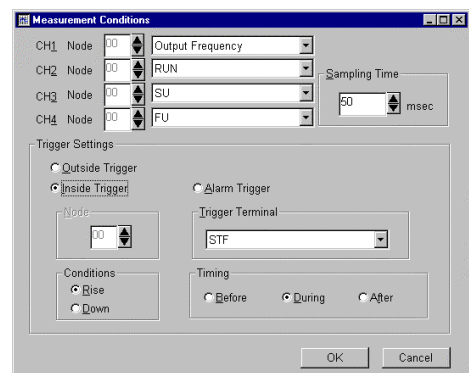 Measurement Conditions
CH1 Node 00 Output Frequency
CH2 Node 00 RUN
CH3 Node 00 SU
CH4 Node 00 FU
Sampling Time
50 msec
Trigger Settings
Outside Trigger
Inside Trigger
Alarm Trigger
Node
00
Trigger Terminal
STF
Conditions
Rise
Down
Timing
Before During After
OK Cancel